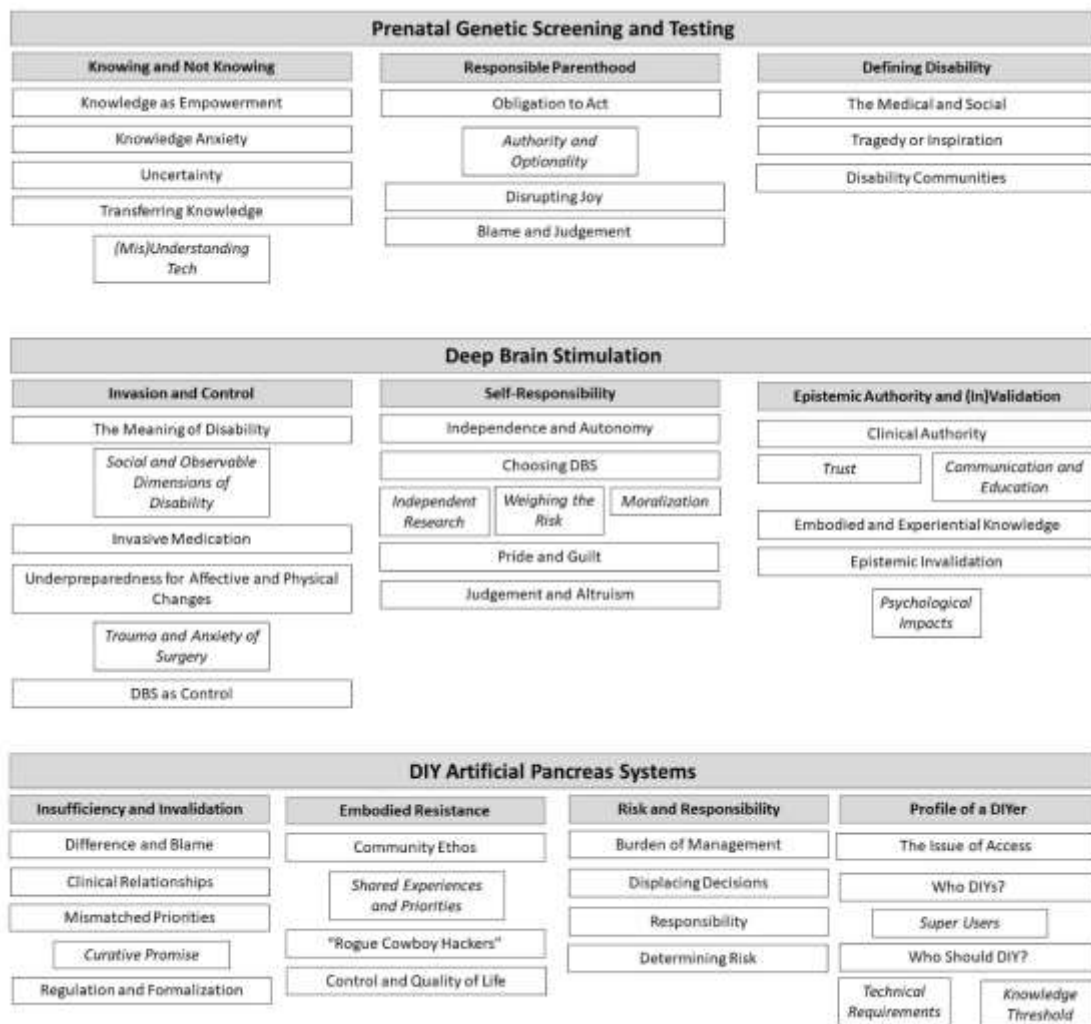 Prenatal Genetic Screening and Testing
Knowing and Not Knowing
Knowledge as Empowerment
Knowledge Anxiety
Uncertainty
Transferring Knowledge
(Mis)Understanding
Tech
Responsible Parenthood
Obligation to Act
Authority and
Optionality
Disrupting Joy
Blame and Judgement
Defining Disability
The Medical and Social
Tragedy or Inspiration
Disability Communities
Deep Brain Stimulation
Invasion and Control
The Meaning of Disability
Social and Observable
Dimensions of
Disability
Invasive Medication
Underpreparedness for Affective and Physical
Changes
Trauma and Anxiety of
Surgery
DBS as Control
Self-Responsibility
Independence and Autonomy
Choosing DBS
Independent
Research
Weighing the
Risk
Moralization
Pride and Guilt
Judgement and Altruism
Epistemic Authority and (In)Validation
Clinical Authority
Trust
Communication and
Education
Embodied and Experiential Knowledge
Epistemic Invalidation
Psychological
Impacts
DIY Artificial Pancreas Systems
Insufficiency and Invalidation
Difference and Blame
Clinical Relationships
Mismatched Priorities
Curative Promise
Regulation and Formalization
Embodied Resistance
Community Ethos
Shared Experiences
and Priorities
"Rogue Cowboy Hackers"
Control and Quality of Life
Risk and Responsibility
Burden of Management
Displacing Decisions
Responsibility
Determining Risk
Profile of a DIYer
The Issue of Access
Who DIYs?
Super Users
Who Should DIY?
Technical
Requirements
Knowledge
Threshold